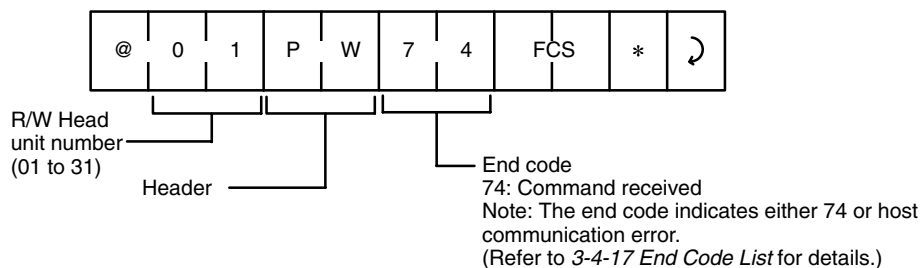 @ 0 1 P W 7 4 FCS *
R/W Head
unit number
(01 to 31)
Header
End code
74: Command received
Note: The end code indicates either 74 or host
communication error.
(Refer to 3-4-17 End Code List for details.)